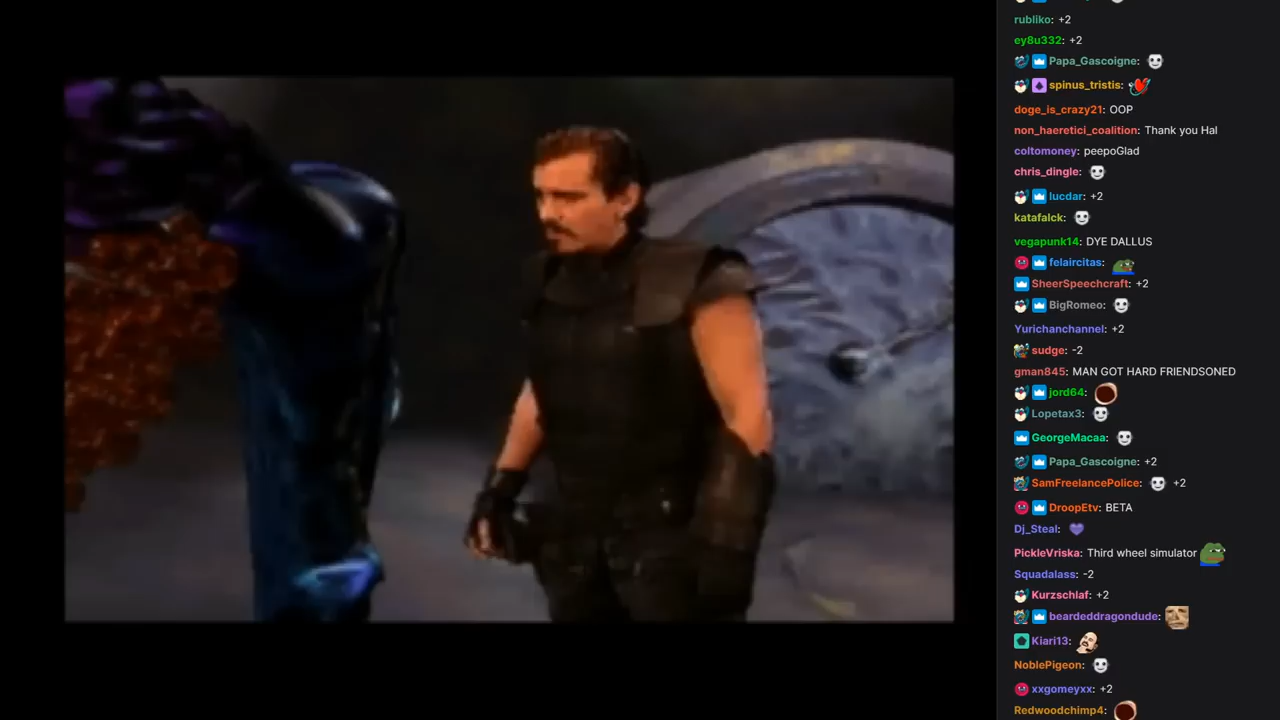 rubliko: +2
ey8u332: +2
Papa_Gascoigne:
spinus_tristis:
doge_is_crazy21: OOP
non_haeretici_coalition: Thank you Hal
coltomoney: peepoGlad
chris_dingle:
lucdar: +2
katafalck:
vegapunk14: DYE DALLUS
felaircitas:
SheerSpeechcraft: +2
BigRomeo:
Yurichanchannel: +2
sudge: -2
gman845: MAN GOT HARD FRIENDSONED
jord64:
Lopetax3:
GeorgeMacaa:
Papa_Gascoigne: +2
SamFreelancePolice: +2
DroopEtv: BETA
Dj_Steal:
PickleVriska: Third wheel simulator
Squadalass: -2
Kurzschlaf: +2
beardeddragondude:
Kiari13:
NoblePigeon:
xxgomeyxx: +2
Redwoodchimp4: